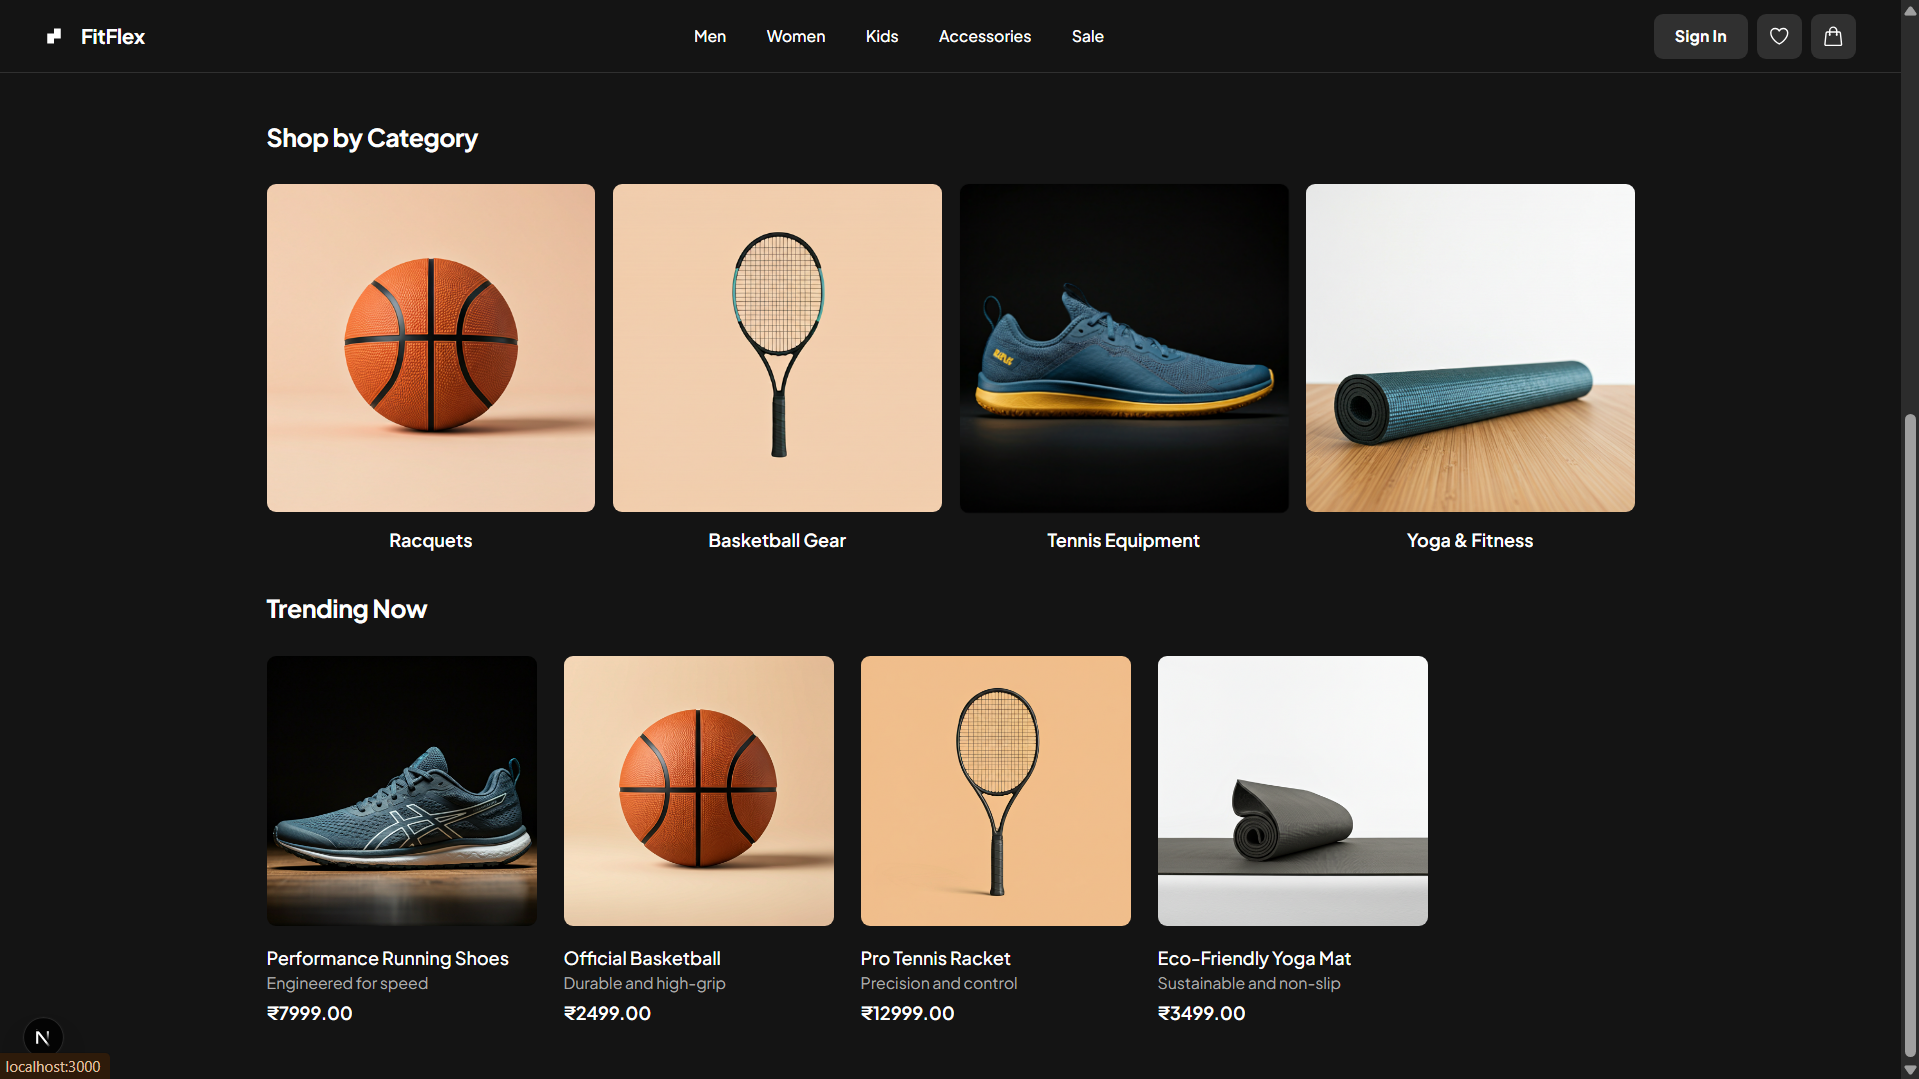 FitFlex
Men Women Kids Accessories Sale
Sign In
Shop by Category
Racquets
Basketball Gear
Tennis Equipment
Yoga & Fitness
Trending Now
Performance Running Shoes
Engineered for speed
₹7999.00
Official Basketball
Durable and high-grip
₹2499.00
Pro Tennis Racket
Precision and control
₹12999.00
Eco-Friendly Yoga Mat
Sustainable and non-slip
₹3499.00
N
localhost:3000